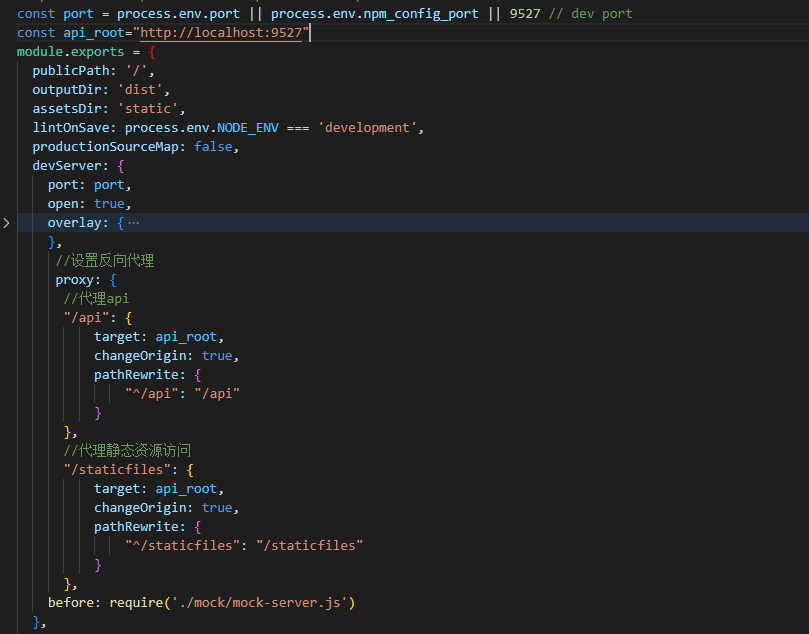 const port = process.env.port || process.env.npm_config_port || 9527 // dev port
const api_root="http://localhost:9527"
module.exports = {
publicPath: '/',
outputDir: 'dist',
assetsDir: 'static',
lintOnSave: process.env.NODE_ENV === 'development',
productionSourceMap: false,
devServer: {
port: port,
open: true,
overlay: {…
},
//设置反向代理
proxy: {
//代理api
"/api": {
target: api_root,
changeOrigin: true,
pathRewrite: {
"^/api": "/api"
}
},
//代理静态资源访问
"/staticfiles": {
target: api_root,
changeOrigin: true,
pathRewrite: {
"^/staticfiles": "/staticfiles"
}
},
before: require('./mock/mock-server.js')
},